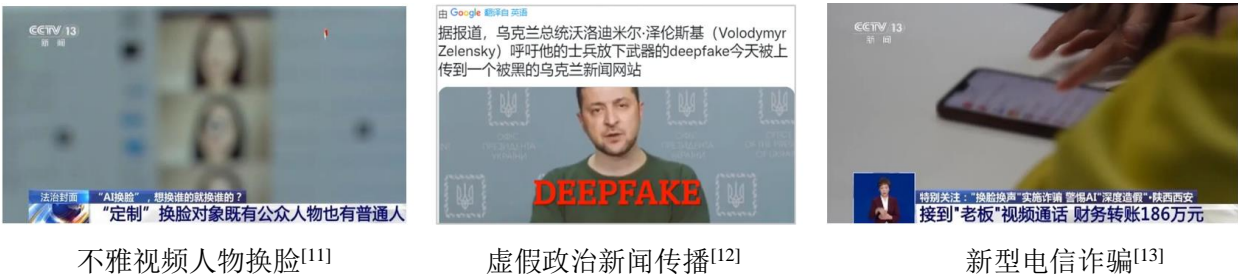 CCTV 13
新 闻
法治封面
“AI换脸”，想换谁的就换谁的？
“定制”换脸对象既有公众人物也有普通人
不雅视频人物换脸[11]
由 Google 翻译自 英语
据报道，乌克兰总统沃洛迪米尔·泽伦斯基（Volodymyr
Zelensky）呼吁他的士兵放下武器的deepfake今天被上
传到一个被黑的乌克兰新闻网站
DEEPFAKE
虚假政治新闻传播[12]
CCTV 13
新 闻
特别关注：“换脸换声”实施诈骗 警惕AI“深度造假”·陕西西安
接到"老板"视频通话 财务转账186万元
新型电信诈骗[13]